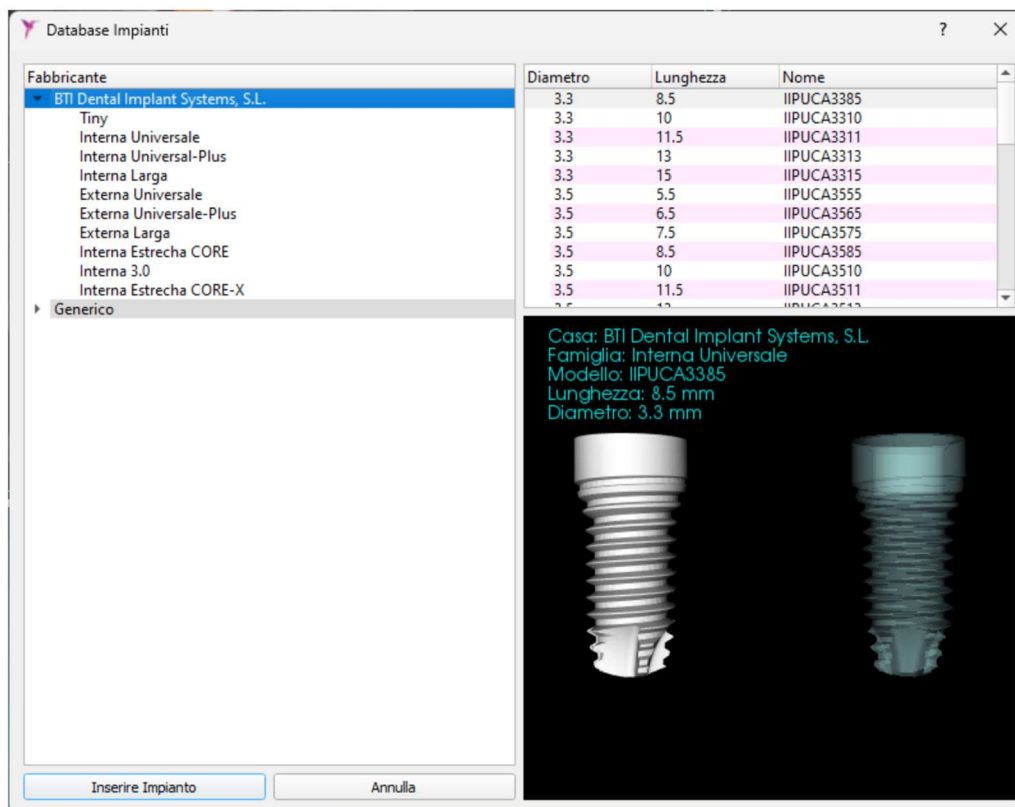 Database Impianti
?
Fabbricante
BTI Dental Implant Systems, S.L.
Tiny
Interna Universale
Interna Universal-Plus
Interna Larga
Externa Universale
Externa Universale-Plus
Externa Larga
Interna Estrecha CORE
Interna 3.0
Interna Estrecha CORE-X
Generico
Diametro Lunghezza Nome
3.3 8.5 IIPUCA3385
3.3 10 IIPUCA3310
3.3 11.5 IIPUCA3311
3.3 13 IIPUCA3313
3.3 15 IIPUCA3315
3.5 5.5 IIPUCA3555
3.5 6.5 IIPUCA3565
3.5 7.5 IIPUCA3575
3.5 8.5 IIPUCA3585
3.5 10 IIPUCA3510
3.5 11.5 IIPUCA3511
Casa: BTI Dental Implant Systems, S.L.
Famiglia: Interna Universale
Modello: IIPUCA3385
Lunghezza: 8.5 mm
Diametro: 3.3 mm
Inserire Impianto
Annulla